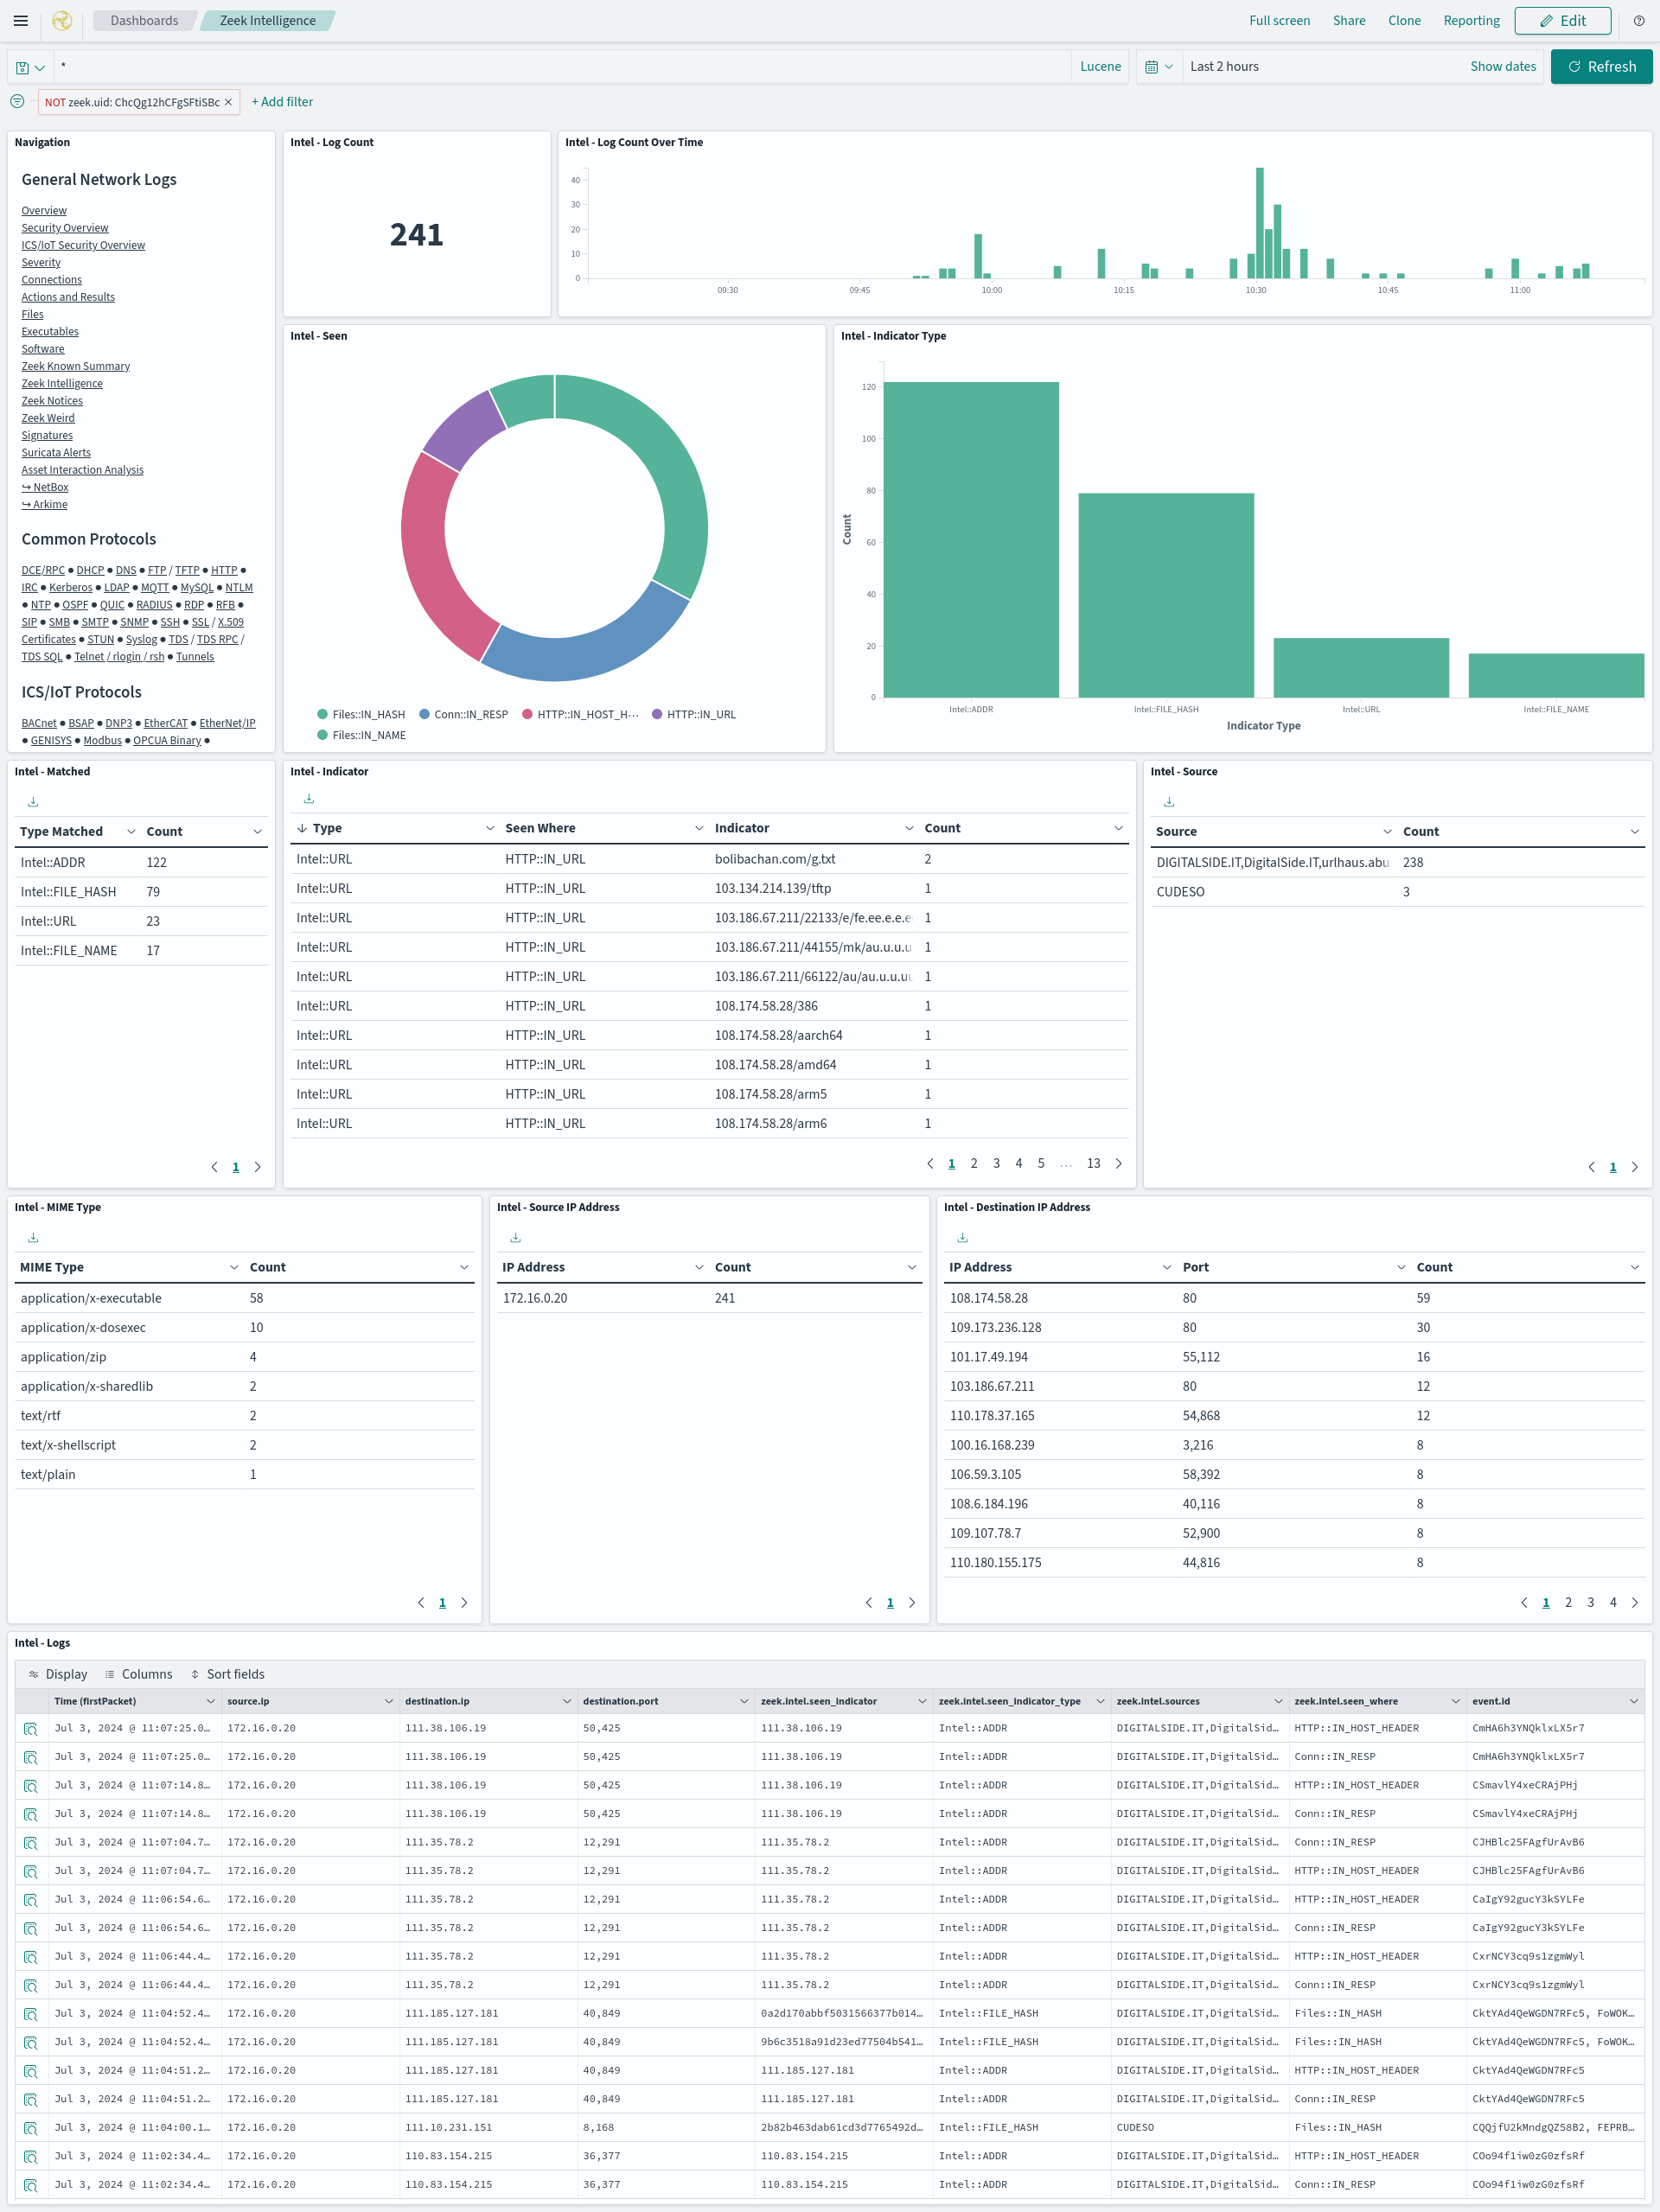 Dashboards
Zeek Intelligence
Full screen
Share
Clone
Reporting
Edit
*
Lucene
Last 2 hours
Show dates
Refresh
NOT zeek.uid: ChcQg12hCFgSFtiSBc ×
+ Add filter
Navigation
General Network Logs
Overview
Security Overview
ICS/IoT Security Overview
Severity
Connections
Actions and Results
Files
Executables
Software
Zeek Known Summary
Zeek Intelligence
Zeek Notices
Zeek Weird
Signatures
Suricata Alerts
Asset Interaction Analysis
↪ NetBox
↪ Arkime
Common Protocols
DCE/RPC ● DHCP ● DNS ● FTP / TFTP ● HTTP ●
IRC ● Kerberos ● LDAP ● MQTT ● MySQL ● NTLM
● NTP ● OSPF ● QUIC ● RADIUS ● RDP ● RFB ●
SIP ● SMB ● SMTP ● SNMP ● SSH ● SSL / X.509
Certificates ● STUN ● Syslog ● TDS / TDS RPC /
TDS SQL ● Telnet / rlogin / rsh ● Tunnels
ICS/IoT Protocols
BACnet ● BSAP ● DNP3 ● EtherCAT ● EtherNet/IP
● GENISYS ● Modbus ● OPCUA Binary ●
Intel - Log Count
241
Intel - Log Count Over Time
40
30
20
10
0
09:30 09:45 10:00 10:15 10:30 10:45 11:00
Intel - Seen
Files::IN_HASH Conn::IN_RESP HTTP::IN_HOST_H··· HTTP::IN_URL
Files::IN_NAME
Intel - Indicator Type
Count
120
100
80
60
40
20
0
Intel::ADDR Intel::FILE_HASH Intel::URL Intel::FILE_NAME
Indicator Type
Intel - Matched
Type Matched Count
Intel::ADDR 122
Intel::FILE_HASH 79
Intel::URL 23
Intel::FILE_NAME 17
1
Intel - Indicator
Type Seen Where Indicator Count
Intel::URL HTTP::IN_URL bolibachan.com/g.txt 2
Intel::URL HTTP::IN_URL 103.134.214.139/tftp 1
Intel::URL HTTP::IN_URL 103.186.67.211/22133/e/fe.ee.e.e.e 1
Intel::URL HTTP::IN_URL 103.186.67.211/44155/mk/au.u.u.u 1
Intel::URL HTTP::IN_URL 103.186.67.211/66122/au/au.u.u.u 1
Intel::URL HTTP::IN_URL 108.174.58.28/386 1
Intel::URL HTTP::IN_URL 108.174.58.28/aarch64 1
Intel::URL HTTP::IN_URL 108.174.58.28/amd64 1
Intel::URL HTTP::IN_URL 108.174.58.28/arm5 1
Intel::URL HTTP::IN_URL 108.174.58.28/arm6 1
1 2 3 4 5 ... 13
Intel - Source
Source Count
DIGITALSIDE.IT,DigitalSide.IT,urlhaus.abu 238
CUDESO 3
1
Intel - MIME Type
MIME Type Count
application/x-executable 58
application/x-dosexec 10
application/zip 4
application/x-sharedlib 2
text/rtf 2
text/x-shellscript 2
text/plain 1
1
Intel - Source IP Address
IP Address Count
172.16.0.20 241
1
Intel - Destination IP Address
IP Address Port Count
108.174.58.28 80 59
109.173.236.128 80 30
101.17.49.194 55,112 16
103.186.67.211 80 12
110.178.37.165 54,868 12
100.16.168.239 3,216 8
106.59.3.105 58,392 8
108.6.184.196 40,116 8
109.107.78.7 52,900 8
110.180.155.175 44,816 8
1 2 3 4
Intel - Logs
Display Columns Sort fields
Time (firstPacket) source.ip destination.ip destination.port zeek.intel.seen_indicator zeek.intel.seen_indicator_type zeek.intel.sources zeek.intel.seen_where event.id
Jul 3, 2024 @ 11:07:25.0… 172.16.0.20 111.38.106.19 50,425 111.38.106.19 Intel::ADDR DIGITALSIDE.IT,DigitalSid… HTTP::IN_HOST_HEADER CmHA6h3YNQklxLX5r7
Jul 3, 2024 @ 11:07:25.0… 172.16.0.20 111.38.106.19 50,425 111.38.106.19 Intel::ADDR DIGITALSIDE.IT,DigitalSid… Conn::IN_RESP CmHA6h3YNQklxLX5r7
Jul 3, 2024 @ 11:07:14.8… 172.16.0.20 111.38.106.19 50,425 111.38.106.19 Intel::ADDR DIGITALSIDE.IT,DigitalSid… HTTP::IN_HOST_HEADER CSmavlY4xeCRAjPHj
Jul 3, 2024 @ 11:07:14.8… 172.16.0.20 111.38.106.19 50,425 111.38.106.19 Intel::ADDR DIGITALSIDE.IT,DigitalSid… Conn::IN_RESP CSmavlY4xeCRAjPHj
Jul 3, 2024 @ 11:07:04.7… 172.16.0.20 111.35.78.2 12,291 111.35.78.2 Intel::ADDR DIGITALSIDE.IT,DigitalSid… Conn::IN_RESP CJHBlc25FAgfUrAvB6
Jul 3, 2024 @ 11:07:04.7… 172.16.0.20 111.35.78.2 12,291 111.35.78.2 Intel::ADDR DIGITALSIDE.IT,DigitalSid… HTTP::IN_HOST_HEADER CJHBlc25FAgfUrAvB6
Jul 3, 2024 @ 11:06:54.6… 172.16.0.20 111.35.78.2 12,291 111.35.78.2 Intel::ADDR DIGITALSIDE.IT,DigitalSid… HTTP::IN_HOST_HEADER CaIgY92gucY3kSYLFe
Jul 3, 2024 @ 11:06:54.6… 172.16.0.20 111.35.78.2 12,291 111.35.78.2 Intel::ADDR DIGITALSIDE.IT,DigitalSid… Conn::IN_RESP CaIgY92gucY3kSYLFe
Jul 3, 2024 @ 11:06:44.4… 172.16.0.20 111.35.78.2 12,291 111.35.78.2 Intel::ADDR DIGITALSIDE.IT,DigitalSid… HTTP::IN_HOST_HEADER CxrNCY3cq9s1zgmWyl
Jul 3, 2024 @ 11:06:44.4… 172.16.0.20 111.35.78.2 12,291 111.35.78.2 Intel::ADDR DIGITALSIDE.IT,DigitalSid… Conn::IN_RESP CxrNCY3cq9s1zgmWyl
Jul 3, 2024 @ 11:04:52.4… 172.16.0.20 111.185.127.181 40,849 0a2d170abbf5031566377b014… Intel::FILE_HASH DIGITALSIDE.IT,DigitalSid… Files::IN_HASH CktYAd4QeWGDN7RFc5, FoWOK…
Jul 3, 2024 @ 11:04:52.4… 172.16.0.20 111.185.127.181 40,849 9b6c3518a91d23ed77504b541… Intel::FILE_HASH DIGITALSIDE.IT,DigitalSid… Files::IN_HASH CktYAd4QeWGDN7RFc5, FoWOK…
Jul 3, 2024 @ 11:04:51.2… 172.16.0.20 111.185.127.181 40,849 111.185.127.181 Intel::ADDR DIGITALSIDE.IT,DigitalSid… HTTP::IN_HOST_HEADER CktYAd4QeWGDN7RFc5
Jul 3, 2024 @ 11:04:51.2… 172.16.0.20 111.185.127.181 40,849 111.185.127.181 Intel::ADDR DIGITALSIDE.IT,DigitalSid… Conn::IN_RESP CktYAd4QeWGDN7RFc5
Jul 3, 2024 @ 11:04:00.1… 172.16.0.20 111.10.231.151 8,168 2b82b463dab61cd3d7765492d… Intel::FILE_HASH CUDESO Files::IN_HASH CQQjfU2kMndgQZ58B2, FEPRB…
Jul 3, 2024 @ 11:02:34.4… 172.16.0.20 110.83.154.215 36,377 110.83.154.215 Intel::ADDR DIGITALSIDE.IT,DigitalSid… HTTP::IN_HOST_HEADER COo94f1iw0zG0zfsRf
Jul 3, 2024 @ 11:02:34.4… 172.16.0.20 110.83.154.215 36,377 110.83.154.215 Intel::ADDR DIGITALSIDE.IT,DigitalSid… Conn::IN_RESP COo94f1iw0zG0zfsRf